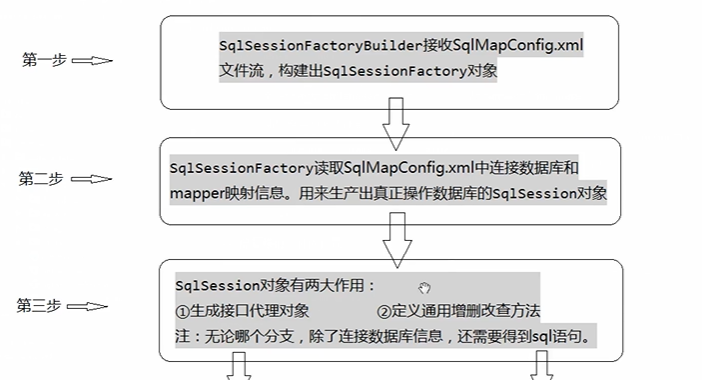 第一步
SqlSessionFactoryBuilder接收SqlMapConfig.xml
文件流，构建出SqlSessionFactory对象
第二步
SqlSessionFactory读取SqlMapConfig.xml中连接数据库和
mapper映射信息。用来生产出真正操作数据库的SqlSession对象
第三步
SqlSession对象有两大作用：
①生成接口代理对象 ②定义通用增删改查方法
注：无论哪个分支，除了连接数据库信息，还需要得到sql语句。